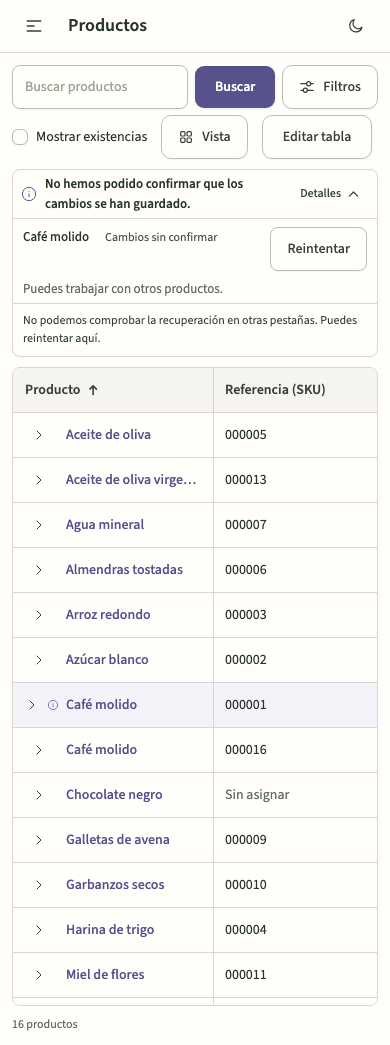 Productos
Buscar productos
Buscar
Filtros
Mostrar existencias
Vista
Editar tabla
No hemos podido confirmar que los
cambios se han guardado.
Detalles
Café molido
Cambios sin confirmar
Reintentar
Puedes trabajar con otros productos.
No podemos comprobar la recuperación en otras pestañas. Puedes
reintentar aquí.
Producto
Referencia (SKU)
Aceite de oliva
000005
Aceite de oliva virge...
000013
Agua mineral
000007
Almendras tostadas
000006
Arroz redondo
000003
Azúcar blanco
000002
Café molido
000001
Café molido
000016
Chocolate negro
Sin asignar
Galletas de avena
000009
Garbanzos secos
000010
Harina de trigo
000004
Miel de flores
000011
16 productos